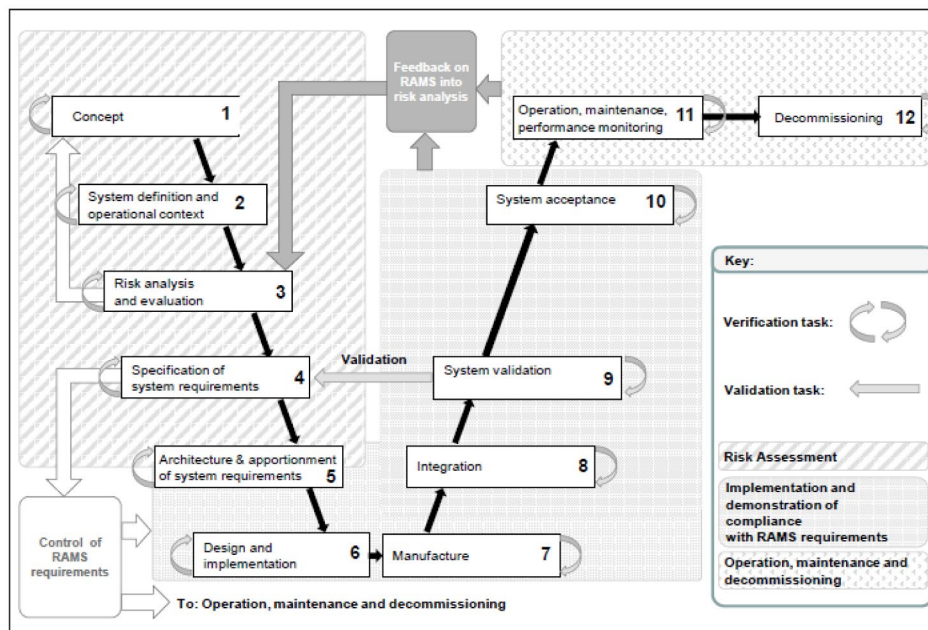 Feedback on
RAMS into
risk analysis
Concept 1
Operation, maintenance,
performance monitoring 11
Decommissioning 12
System definition and
operational context 2
System acceptance 10
Risk analysis
and evaluation 3
Key:
Verification task:
Validation
Specification of
system requirements 4
System validation 9
Validation task:
Architecture & apportionment
of system requirements 5
Integration 8
Risk Assessment
Implementation and
demonstration of
compliance
with RAMS requirements
Control of
RAMS
requirements
Design and
implementation 6
Manufacture 7
Operation, maintenance and
decommissioning
To: Operation, maintenance and decommissioning